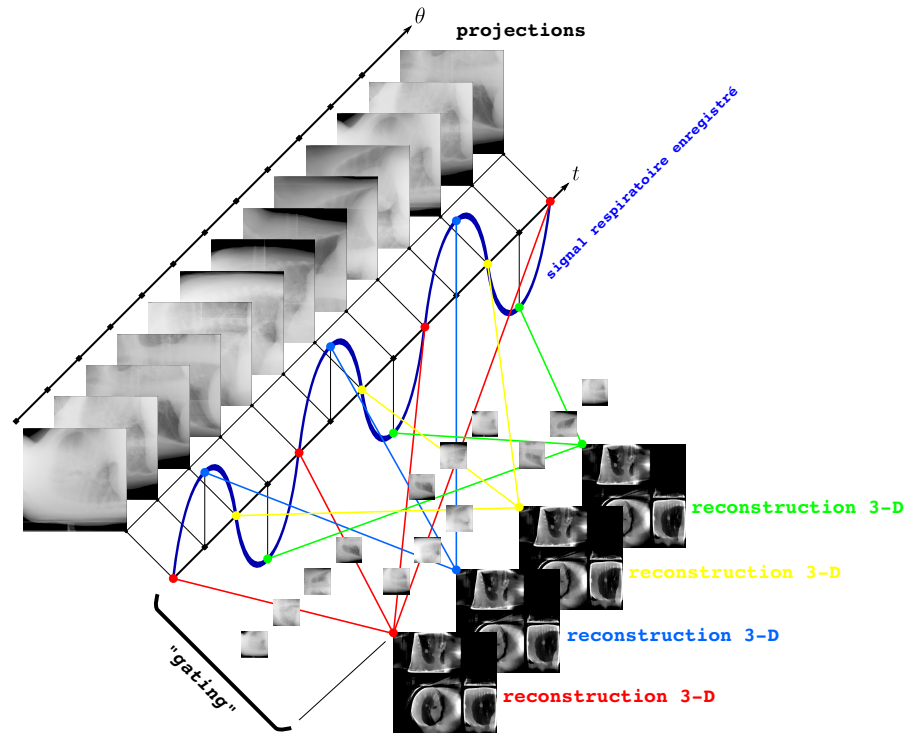 θ
projections
signal respiratoire enregistré
t
reconstruction 3-D
reconstruction 3-D
reconstruction 3-D
reconstruction 3-D
"gating"